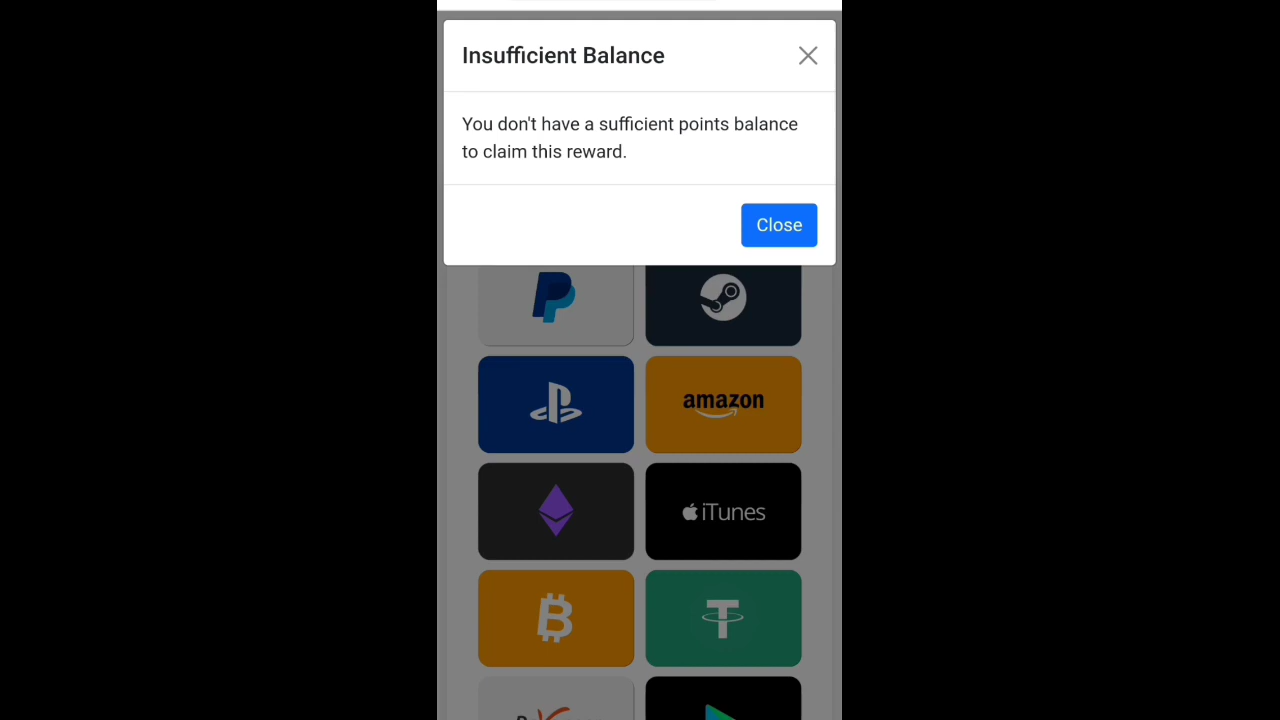 Insufficient Balance
You don't have a sufficient points balance
to claim this reward.
Close
amazon
iTunes